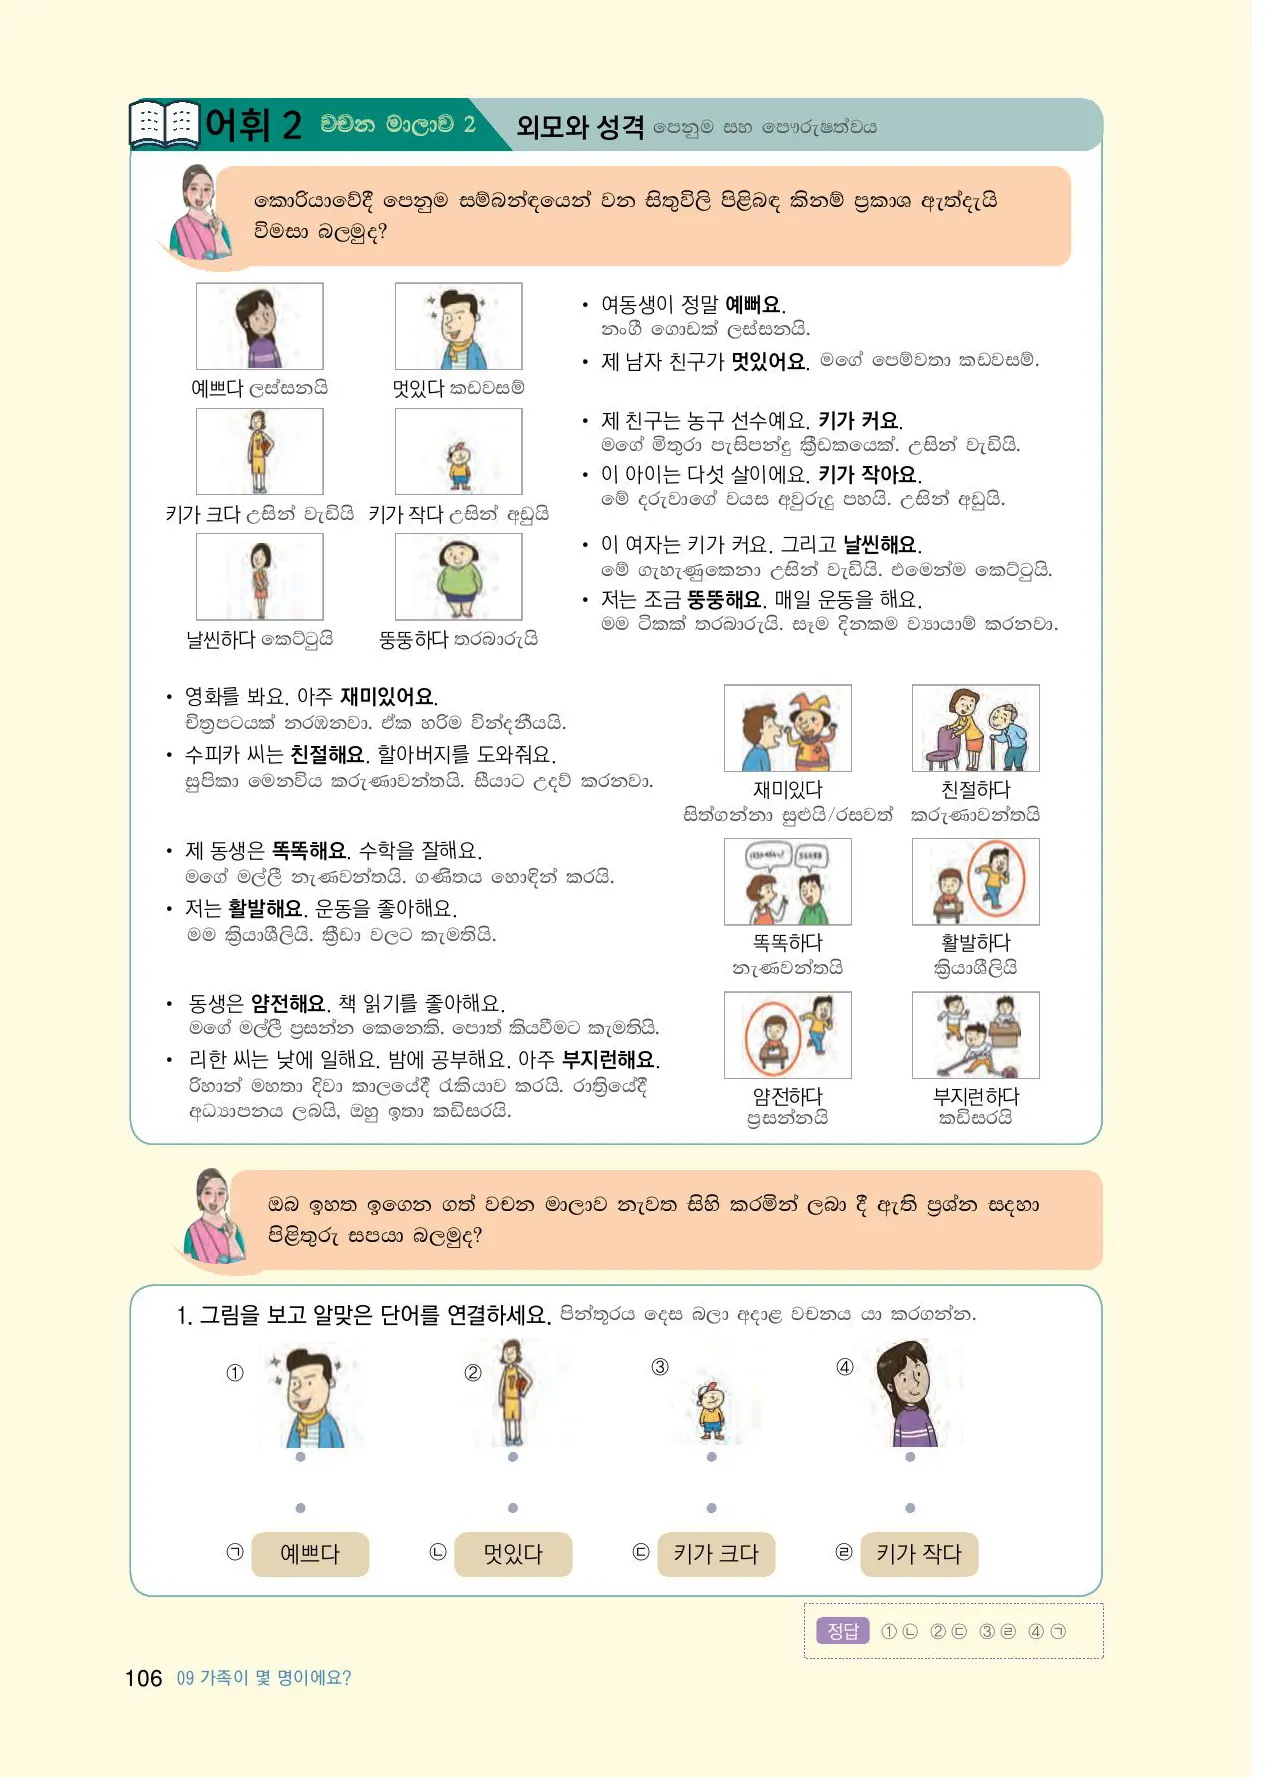 어휘 2 වචන මාලාව 2 외모와 성격 පෙනුම සහ පෞරුෂත්වය
කොරියාවේදී පෙනුම සම්බන්ඳයෙන් වන සිතුවිලි පිළිබඳ කිනම් ප්‍රකාශ ඇත්දැයි
විමසා බලමුද?
예쁘다 ලස්සනයි
멋있다 කඩවසම්
• 여동생이 정말 예뻐요.
නංගී ගොඩක් ලස්සනයි.
• 제 남자 친구가 멋있어요. මගේ පෙම්වතා කඩවසම්.
키가 크다 උසින් වැඩියි
키가 작다 උසින් අඩුයි
• 제 친구는 농구 선수예요. 키가 커요.
මගේ මිතුරා පැසිපන්දු ක්‍රීඩකයෙක්. උසින් වැඩියි.
• 이 아이는 다섯 살이에요. 키가 작아요.
මේ දරුවාගේ වයස අවුරුදු පහයි. උසින් අඩුයි.
날씬하다 කෙට්ටුයි
뚱뚱하다 තරබාරුයි
• 이 여자는 키가 커요. 그리고 날씬해요.
මේ ගැහැණුකෙනා උසින් වැඩියි. එමෙන්ම කෙට්ටුයි.
• 저는 조금 뚱뚱해요. 매일 운동을 해요.
මම ටිකක් තරබාරුයි. සෑම දිනකම ව්‍යායාම් කරනවා.
• 영화를 봐요. 아주 재미있어요.
චිත්‍රපටයක් නරඹනවා. ඒක හරිම වින්දනීයයි.
• 수피카 씨는 친절해요. 할아버지를 도와줘요.
සුපිකා මෙනවිය කරුණාවන්තයි. සීයාට උදව් කරනවා.
재미있다
සිත්ගන්නා සුළුයි/රසවත්
친절하다
කරුණාවන්තයි
• 제 동생은 똑똑해요. 수학을 잘해요.
මගේ මල්ලී නැණවන්තයි. ගණිතය හොඳින් කරයි.
• 저는 활발해요. 운동을 좋아해요.
මම ක්‍රියාශීලියි. ක්‍රීඩා වලට කැමතියි.
똑똑하다
නැණවන්තයි
활발하다
ක්‍රියාශීලියි
• 동생은 얌전해요. 책 읽기를 좋아해요.
මගේ මල්ලී ප්‍රසන්න කෙනෙකි. පොත් කියවීමට කැමතියි.
• 리한 씨는 낮에 일해요. 밤에 공부해요. 아주 부지런해요.
රිහාන් මහතා දිවා කාලයේදී රැකියාව කරයි. රාත්‍රියේදී
අධ්‍යාපනය ලබයි, ඔහු ඉතා කඩිසරයි.
얌전하다
ප්‍රසන්නයි
부지런하다
කඩිසරයි
ඔබ ඉහත ඉගෙන ගත් වචන මාලාව නැවත සිහි කරමින් ලබා දී ඇති ප්‍රශ්න සදහා
පිළිතුරු සපයා බලමුද?
1. 그림을 보고 알맞은 단어를 연결하세요. පින්තූරය දෙස බලා අදාළ වචනය යා කරගන්න.
① ② ③ ④
㉠ 예쁘다 ㉡ 멋있다 ㉢ 키가 크다 ㉣ 키가 작다
정답 ①㉡ ②㉢ ③㉣ ④㉠
106 09 가족이 몇 명이에요?